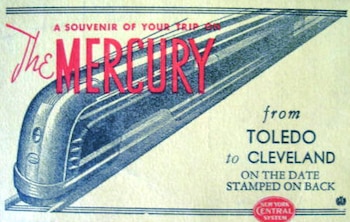 A SOUVENIR OF YOUR TRIP ON
The MERCURY
from
TOLEDO
to CLEVELAND
ON THE DATE
STAMPED ON BACK
NEW YORK
CENTRAL
SYSTEM